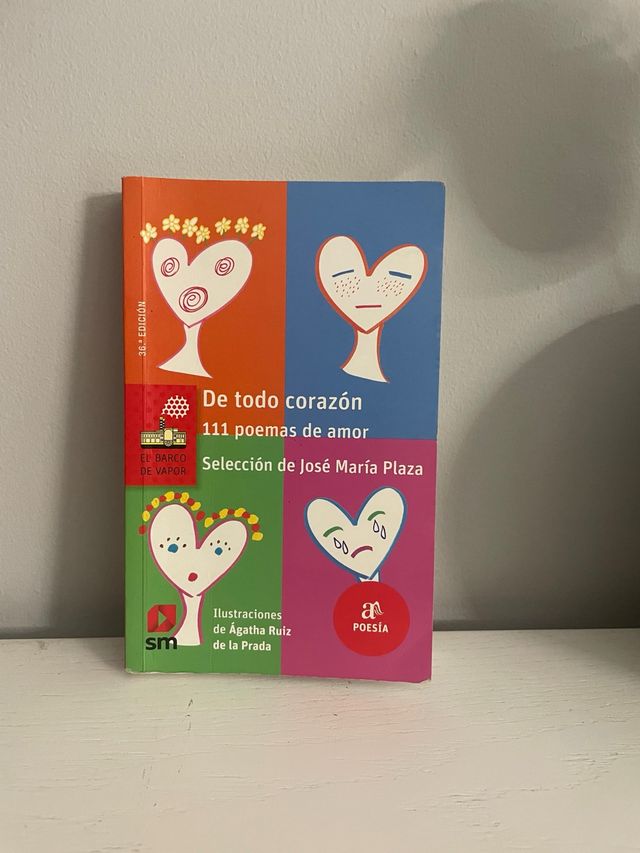 36.ª EDICIÓN
De todo corazón
111 poemas de amor
Selección de José María Plaza
EL BARCO
DE VAPOR
Ilustraciones
de Ágatha Ruiz
de la Prada
sm
a
POESÍA